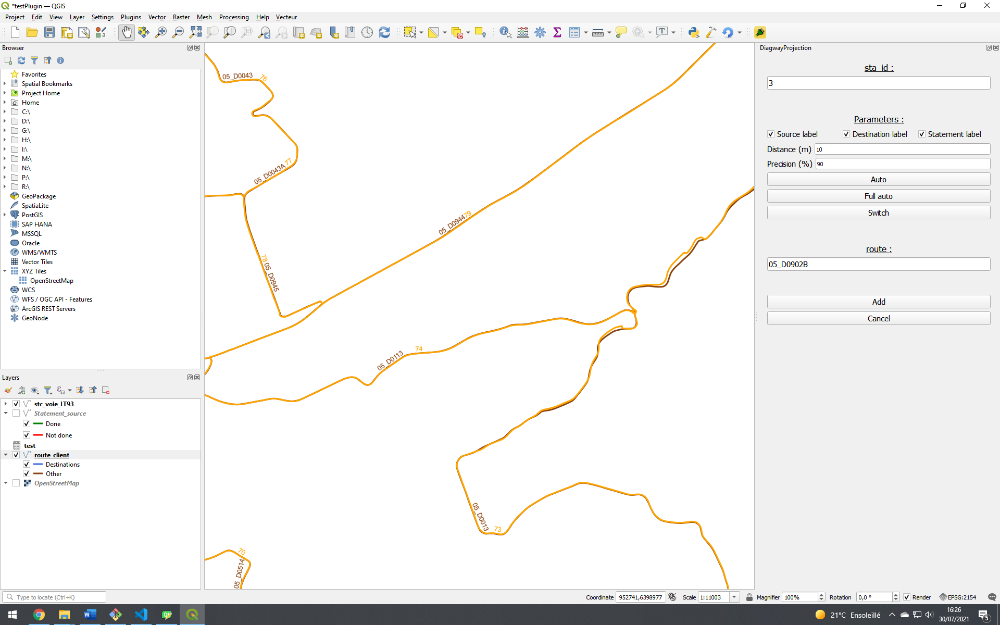 *testPlugin — QGIS
Project Edit View Layer Settings Plugins Vector Raster Mesh Processing Help Vecteur
Browser
Favorites
Spatial Bookmarks
Project Home
Home
C:\
D:\
G:\
H:\
I:\
M:\
N:\
P:\
R:\
GeoPackage
SpatiaLite
PostGIS
SAP HANA
MSSQL
Oracle
WMS/WMTS
Vector Tiles
XYZ Tiles
OpenStreetMap
WCS
WFS / OGC API - Features
ArcGIS REST Servers
GeoNode
Layers
stc_voie_LT93
Statement_source
Done
Not done
test
route_client
Destinations
Other
OpenStreetMap
05_D0043 76
05_D0043A 77
05_D0944 79
78 05_D0945
05_D0113 74
05_D0013 73
70
05_D0514
DiagwayProjection
sta_id :
3
Parameters :
Source label Destination label Statement label
Distance (m) 10
Precision (%) 90
Auto
Full auto
Switch
route :
05_D0902B
Add
Cancel
Type to locate (Ctrl+K)
Coordinate 952741,6398977 Scale 1:11003 Magnifier 100% Rotation 0,0 ° Render EPSG:2154
21°C Ensoleillé
16:26
30/07/2021
5